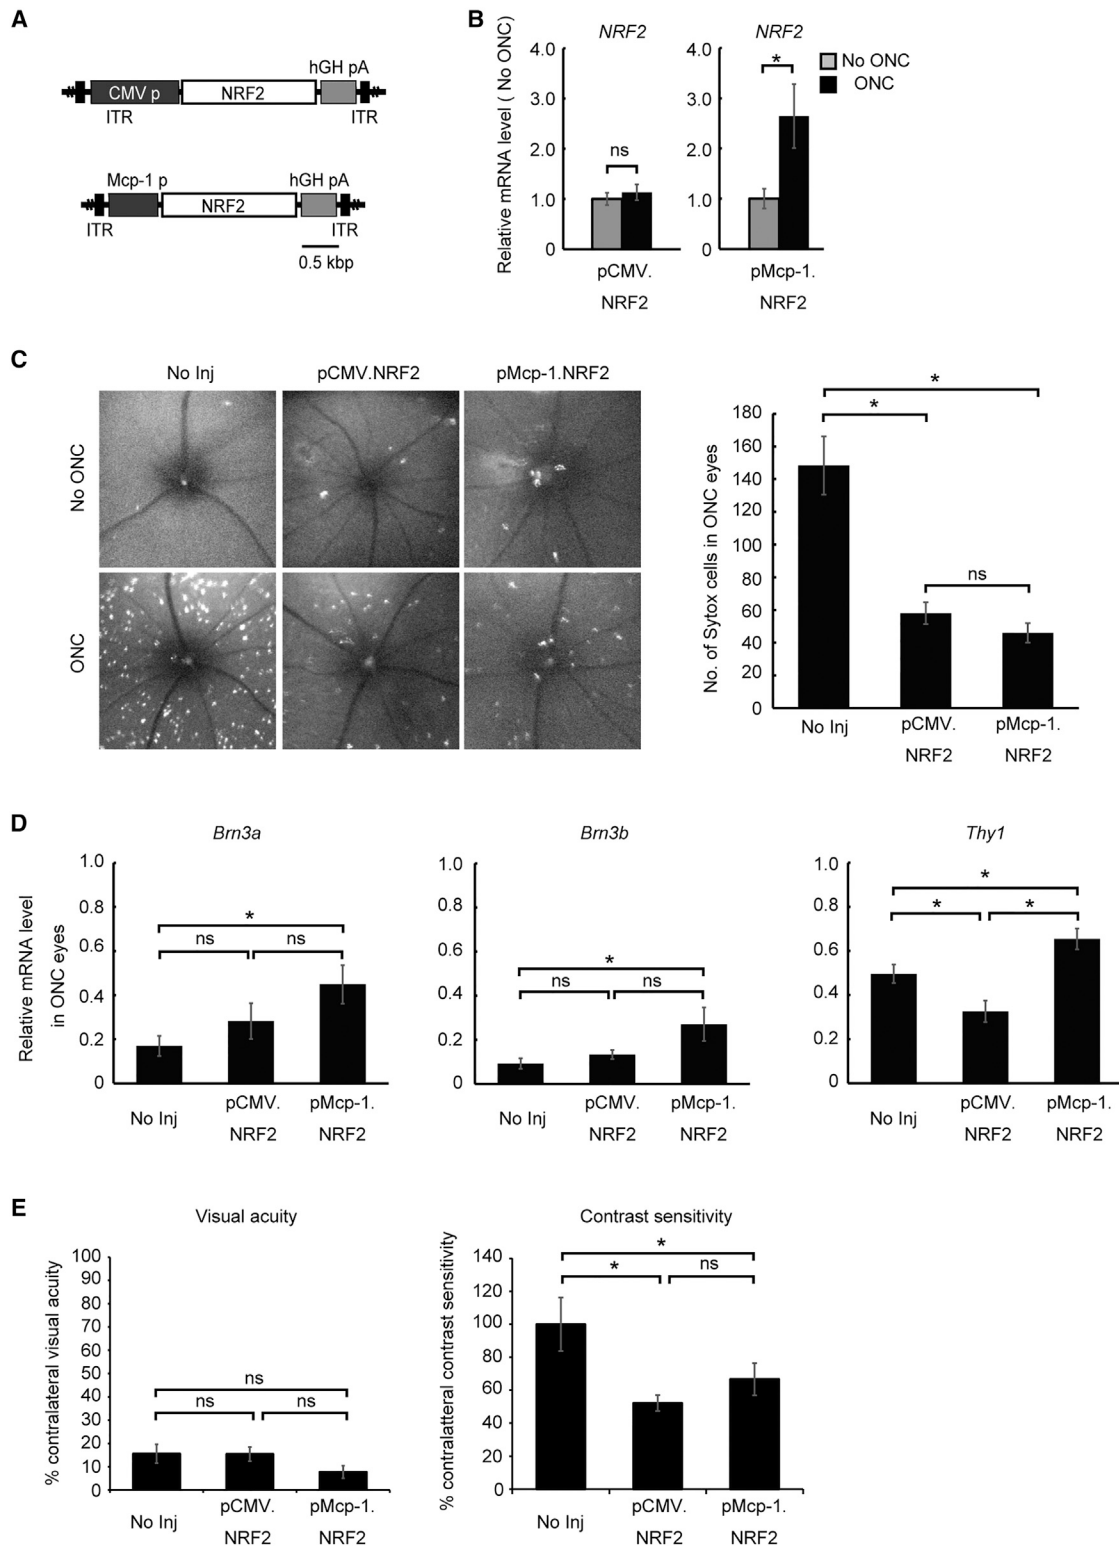 A
CMV p
NRF2
hGH pA
ITR
ITR
Mcp-1 p
NRF2
hGH pA
ITR
ITR
0.5 kbp
B
NRF2
NRF2
Relative mRNA level ( No ONC)
4.0
3.0
2.0
1.0
0
ns
pCMV.
NRF2
4.0
3.0
2.0
1.0
0
*
pMcp-1.
NRF2
No ONC
ONC
C
No Inj
pCMV.NRF2
pMcp-1.NRF2
No ONC
ONC
No. of Sytox cells in ONC eyes
180
160
140
120
100
80
60
40
20
0
*
*
ns
No Inj
pCMV.
NRF2
pMcp-1.
NRF2
D
Brn3a
Relative mRNA level
in ONC eyes
1.0
0.8
0.6
0.4
0.2
0
*
ns
ns
No Inj
pCMV.
NRF2
pMcp-1.
NRF2
Brn3b
1.0
0.8
0.6
0.4
0.2
0
*
ns
ns
No Inj
pCMV.
NRF2
pMcp-1.
NRF2
Thy1
1.0
0.8
0.6
0.4
0.2
0
*
*
*
No Inj
pCMV.
NRF2
pMcp-1.
NRF2
E
Visual acuity
% contralateral visual acuity
100
90
80
70
60
50
40
30
20
10
0
ns
ns
ns
No Inj
pCMV.
NRF2
pMcp-1.
NRF2
Contrast sensitivity
% contralatteral contrast sensitivity
140
120
100
80
60
40
20
0
*
*
ns
No Inj
pCMV.
NRF2
pMcp-1.
NRF2